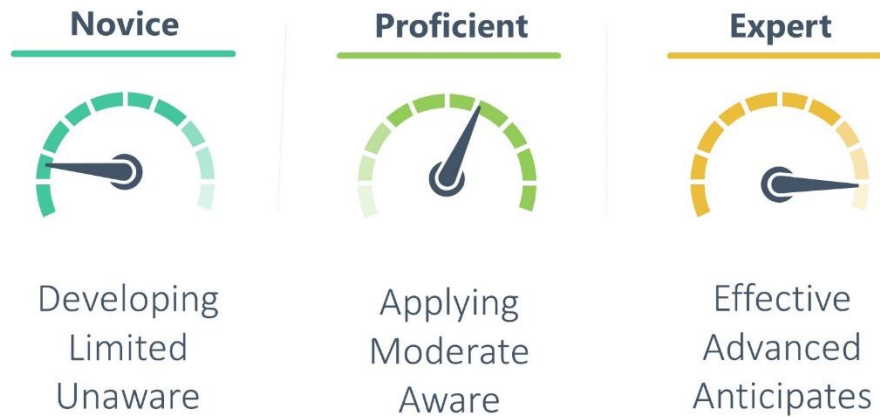 Novice
Proficient
Expert
Developing
Limited
Unaware
Applying
Moderate
Aware
Effective
Advanced
Anticipates